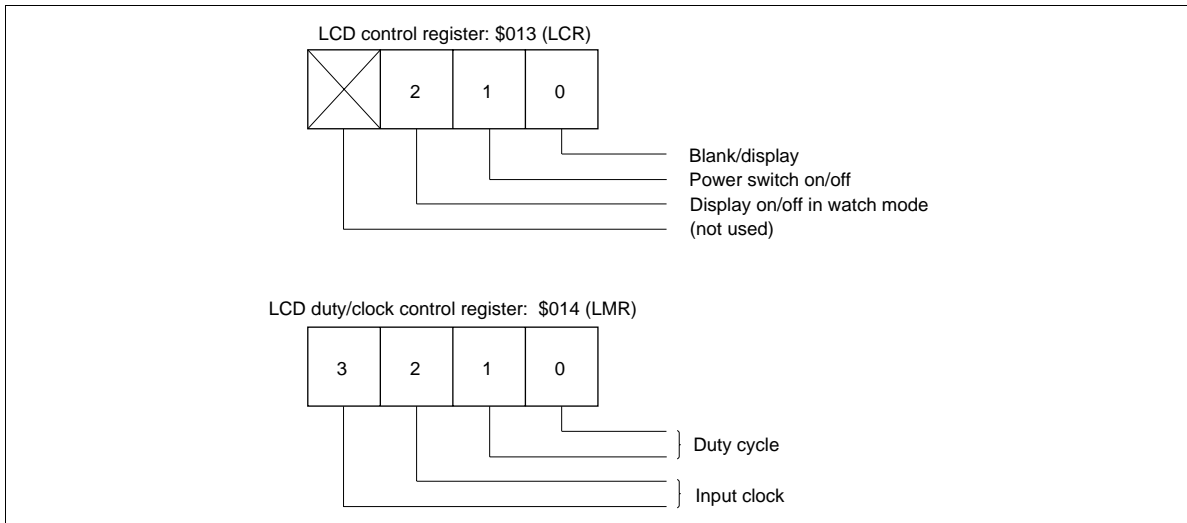 LCD control register: $013 (LCR)
2 1 0
Blank/display
Power switch on/off
Display on/off in watch mode
(not used)
LCD duty/clock control register: $014 (LMR)
3 2 1 0
Duty cycle
Input clock